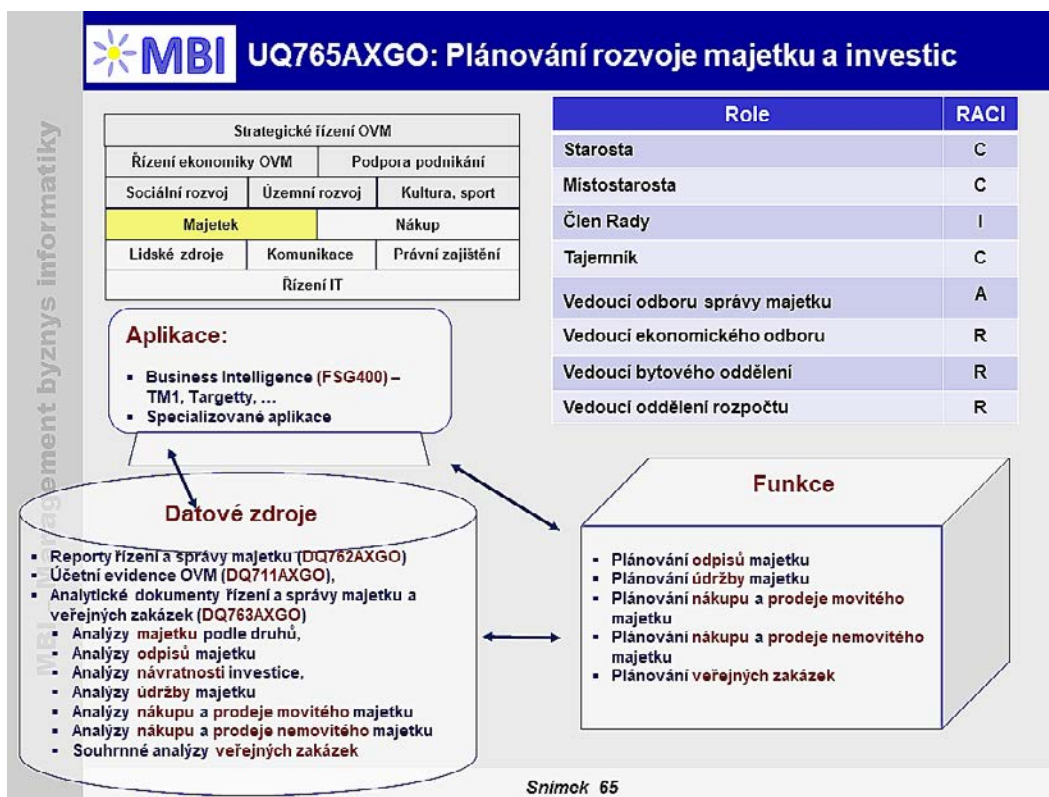 MBI
UQ765AXGO: Plánování rozvoje majetku a investic
MBI – Management byznys informatiky
Strategické řízení OVM
Řízení ekonomiky OVM Podpora podnikání
Sociální rozvoj Územní rozvoj Kultura, sport
Majetek Nákup
Lidské zdroje Komunikace Právní zajištění
Řízení IT
Role RACI
Starosta C
Místostarosta C
Člen Rady I
Tajemník C
Vedoucí odboru správy majetku A
Vedoucí ekonomického odboru R
Vedoucí bytového oddělení R
Vedoucí oddělení rozpočtu R
Aplikace:
▪ Business Intelligence (FSG400) –
TM1, Targetty, …
▪ Specializované aplikace
Datové zdroje
▪ Reporty řízení a správy majetku (DQ762AXGO)
▪ Účetní evidence OVM (DQ711AXGO),
▪ Analytické dokumenty řízení a správy majetku a
veřejných zakázek (DQ763AXGO)
▪ Analýzy majetku podle druhů,
▪ Analýzy odpisů majetku
▪ Analýzy návratnosti investice,
▪ Analýzy údržby majetku
▪ Analýzy nákupu a prodeje movitého majetku
▪ Analýzy nákupu a prodeje nemovitého majetku
▪ Souhrnné analýzy veřejných zakázek
Funkce
▪ Plánování odpisů majetku
▪ Plánování údržby majetku
▪ Plánování nákupu a prodeje movitého
majetku
▪ Plánování nákupu a prodeje nemovitého
majetku
▪ Plánování veřejných zakázek
Snímek 65